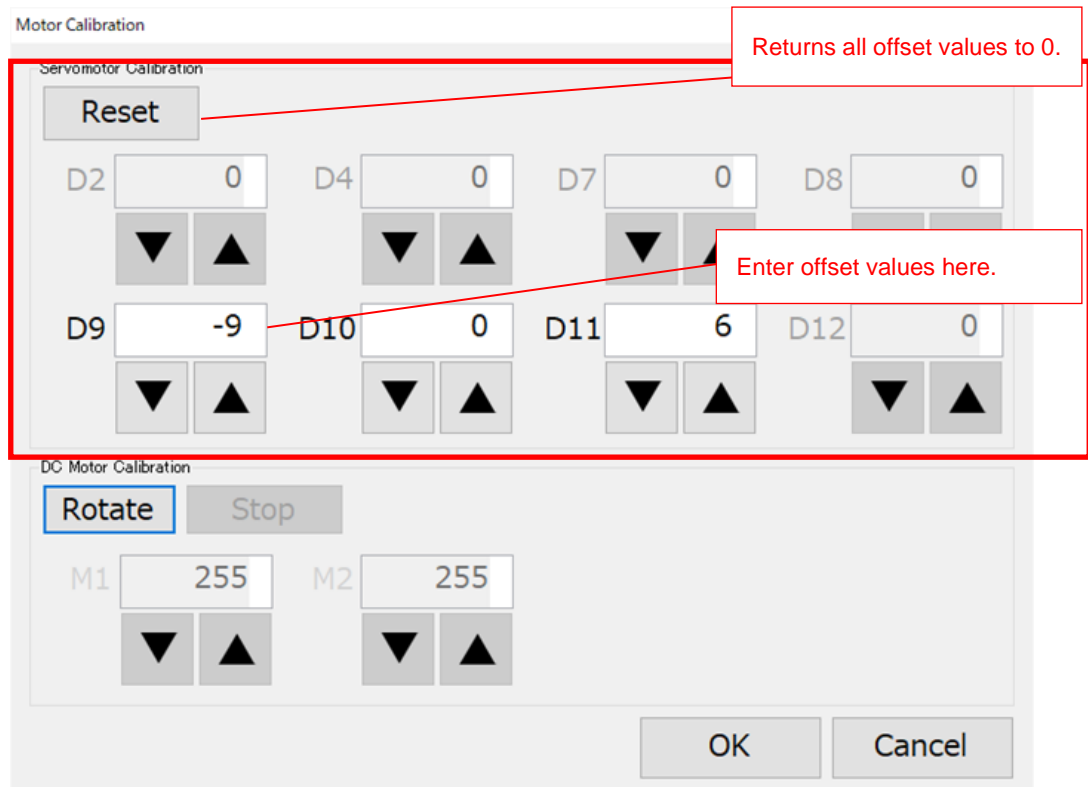 Motor Calibration
Returns all offset values to 0.
Servomotor Calibration
Reset
D2 0 D4 0 D7 0 D8 0
Enter offset values here.
D9 -9 D10 0 D11 6 D12 0
DC Motor Calibration
Rotate Stop
M1 255 M2 255
OK Cancel